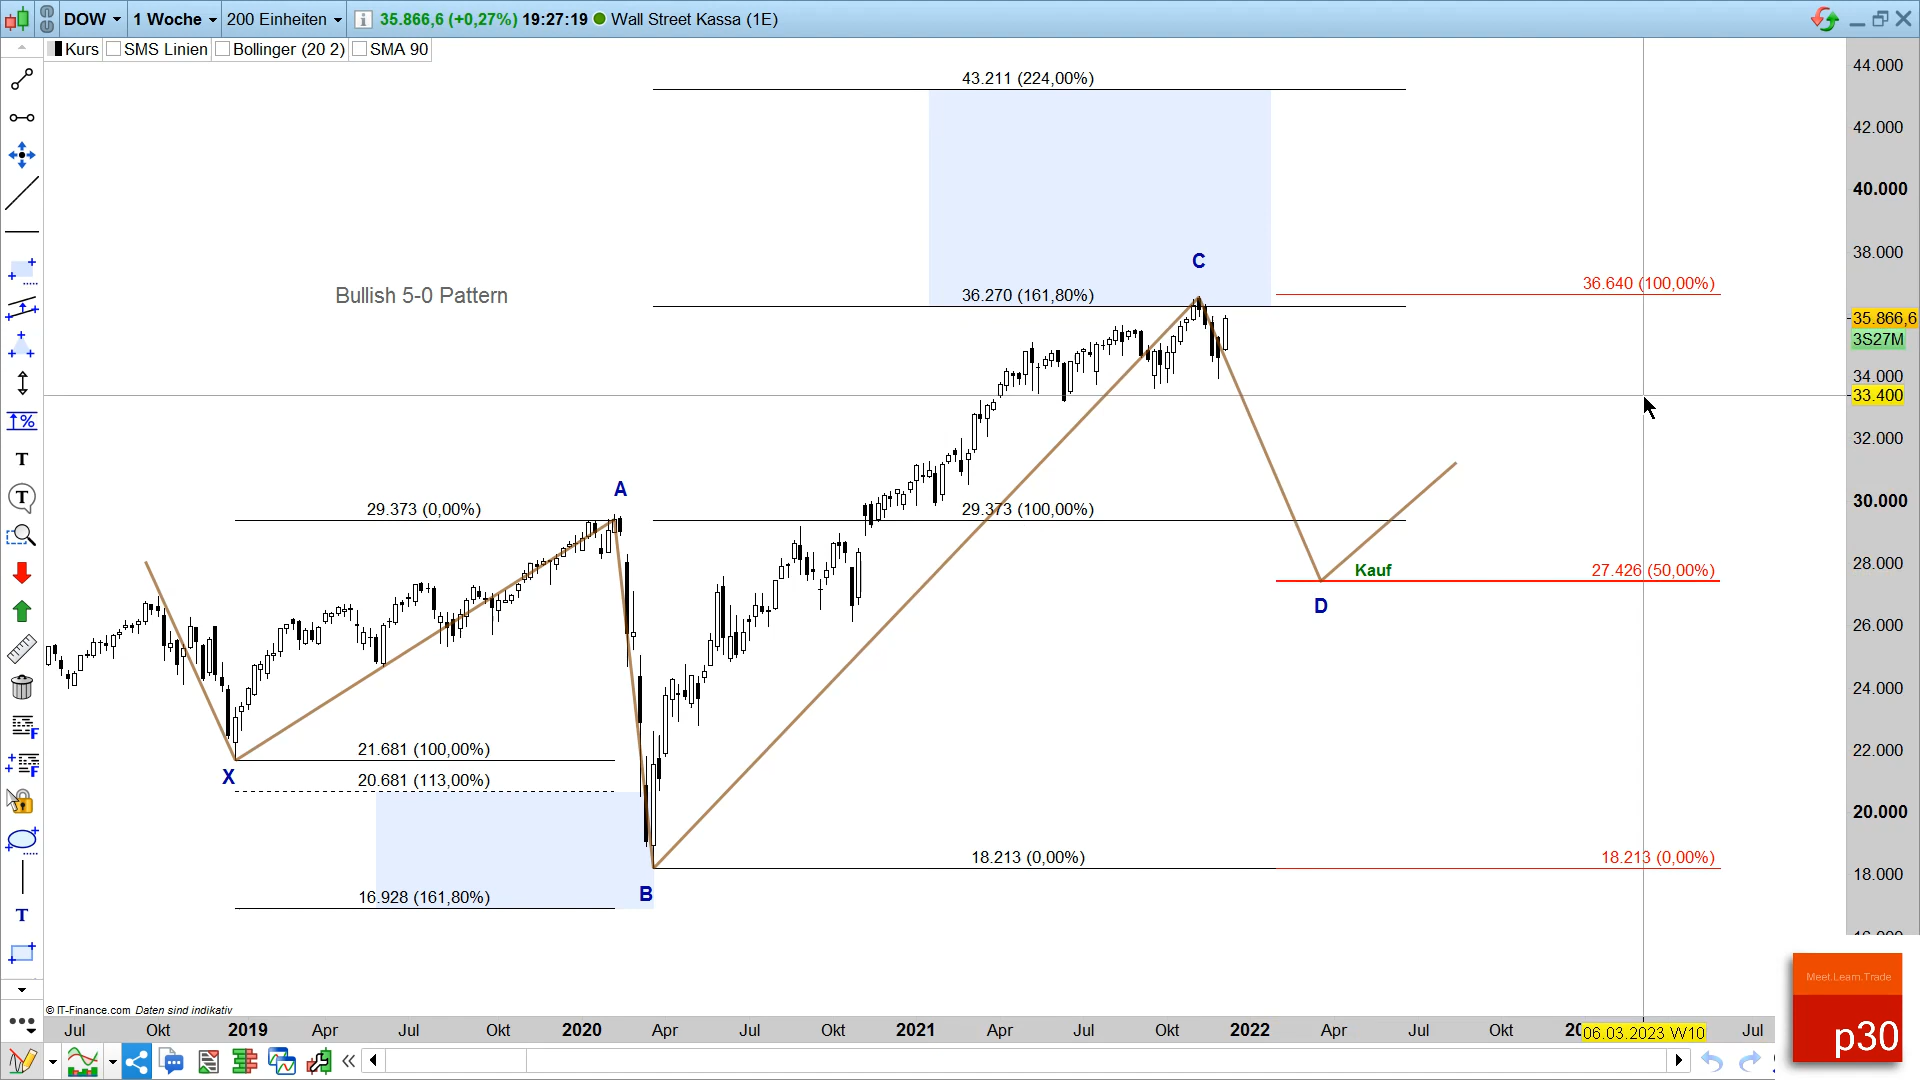 DOW 1 Woche 200 Einheiten 35.866,6 (+0,27%) 19:27:19 Wall Street Kassa (1E)
Kurs SMS Linien Bollinger (20 2) SMA 90
43.211 (224,00%)
44.000
42.000
40.000
38.000
C
36.640 (100,00%)
Bullish 5-0 Pattern
36.270 (161,80%)
35.866,6
3S27M
34.000
33.400
32.000
A
29.373 (0,00%)
29.373 (100,00%)
30.000
28.000
Kauf
27.426 (50,00%)
D
26.000
24.000
21.681 (100,00%)
22.000
X
20.681 (113,00%)
20.000
18.213 (0,00%)
18.213 (0,00%)
18.000
16.928 (161,80%)
B
© IT-Finance.com Daten sind indikativ
Jul Okt 2019 Apr Jul Okt 2020 Apr Jul Okt 2021 Apr Jul Okt 2022 Apr Jul Okt 06.03.2023 W10 Jul
Meet.Learn.Trade
p30